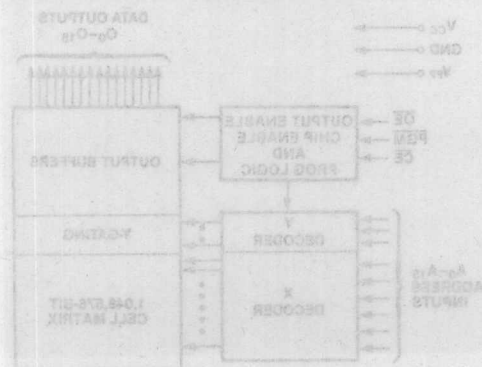 VCC
GND
VPP
DATA OUTPUTS
O0–O15
OE
PGM
CE
OUTPUT ENABLE
CHIP ENABLE
AND
PROG LOGIC
OUTPUT BUFFERS
A0–A15
ADDRESS
INPUTS
Y
DECODER
Y-GATING
X
DECODER
1,048,576-BIT
CELL MATRIX